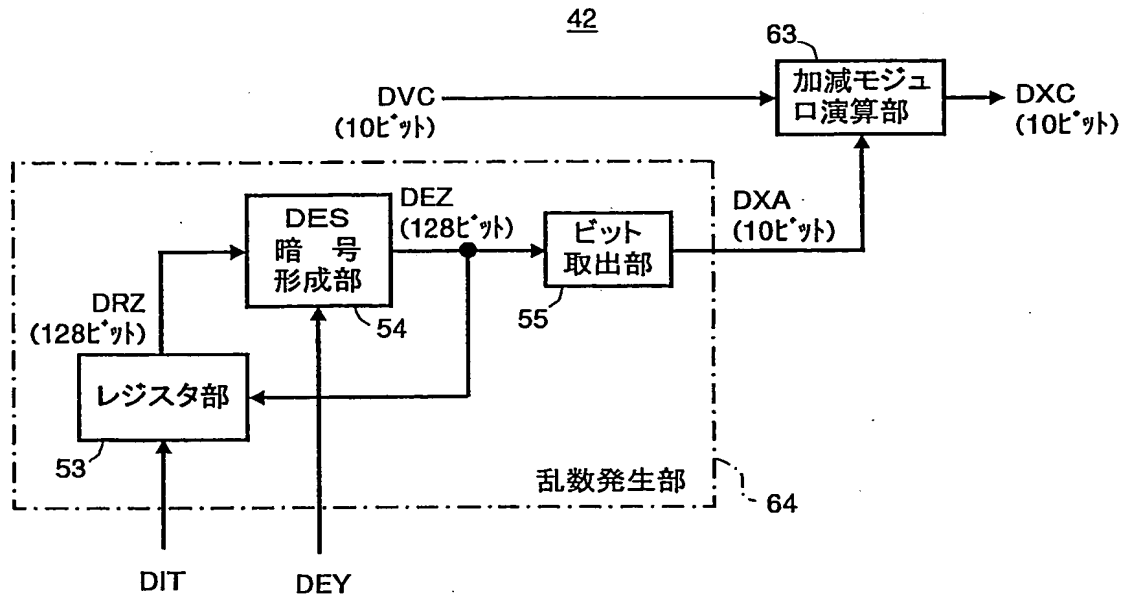 42
63
加減モジュ
ロ演算部
DVC
(10ビット)
DXC
(10ビット)
DES
暗 号
形成部
54
DEZ
(128ビット)
ビット
取出部
55
DXA
(10ビット)
DRZ
(128ビット)
レジスタ部
53
乱数発生部
64
DIT
DEY